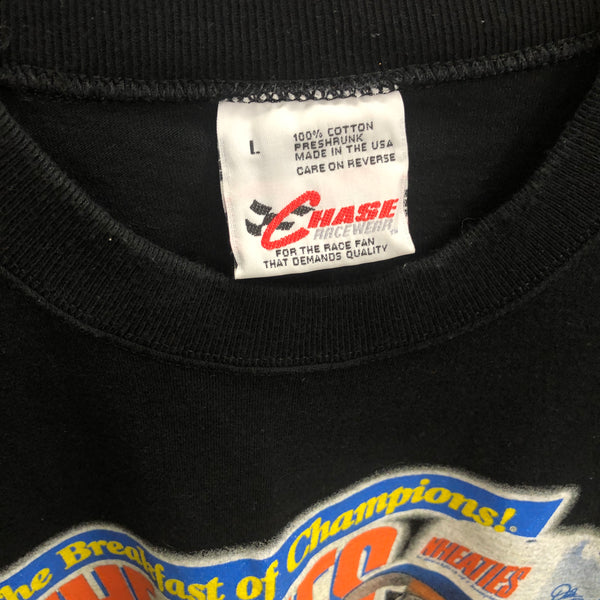 L
100% COTTON
PRESHRUNK
MADE IN THE USA
CARE ON REVERSE
CHASE
RACEWEAR
FOR THE RACE FAN
THAT DEMANDS QUALITY
The Breakfast of Champions!
WHEATIES